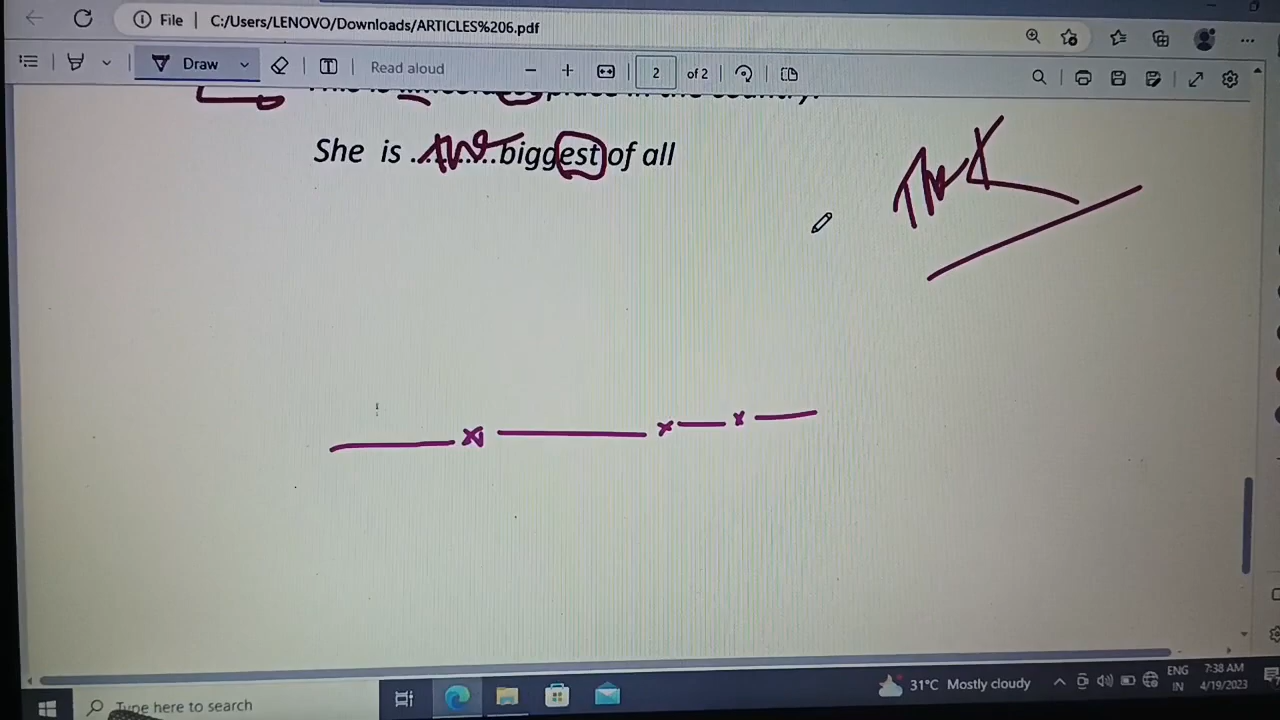 File C:/Users/LENOVO/Downloads/ARTICLES%206.pdf
Draw Read aloud 2 of 2
She is ...the...biggest of all
31°C Mostly cloudy
ENG
IN
7:38 AM
4/19/2023
Type here to search